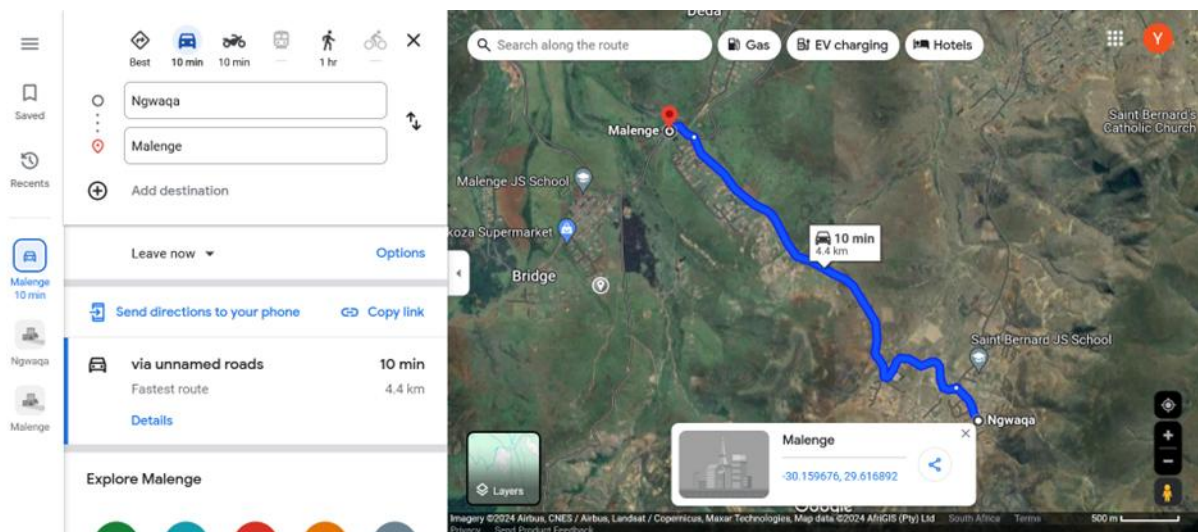 Best
10 min
10 min
—
1 hr
—
Saved
Recents
Malenge
10 min
Ngwaqa
Malenge
Ngwaqa
Malenge
Add destination
Leave now
Options
Send directions to your phone
Copy link
via unnamed roads
10 min
Fastest route
4.4 km
Details
Explore Malenge
Search along the route
Gas
EV charging
Hotels
Y
Deda
Saint Bernard's
Catholic Church
Malenge
Malenge JS School
koza Supermarket
Bridge
10 min
4.4 km
Saint Bernard JS School
Ngwaqa
Malenge
-30.159676, 29.616892
Layers
Google
Imagery ©2024 Airbus, CNES / Airbus, Landsat / Copernicus, Maxar Technologies, Map data ©2024 AfriGIS (Pty) Ltd
South Africa
Terms
500 m
Privacy
Send Product Feedback